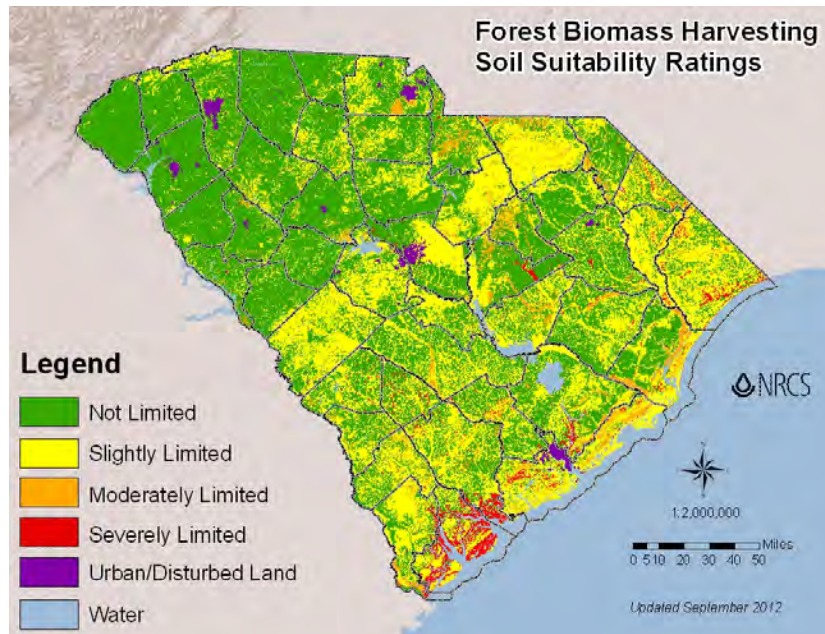 Forest Biomass Harvesting
Soil Suitability Ratings
Legend
Not Limited
Slightly Limited
Moderately Limited
Severely Limited
Urban/Disturbed Land
Water
NRCS
1:2,000,000
Miles
0 5 10 20 30 40 50
Updated September 2012